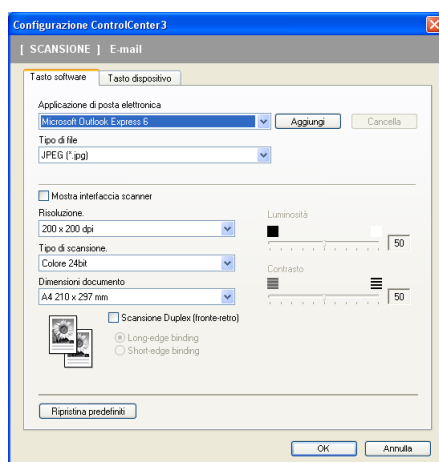 Configurazione ControlCenter3
[ SCANSIONE ] E-mail
Tasto software Tasto dispositivo
Applicazione di posta elettronica
Microsoft Outlook Express 6 Aggiungi Cancella
Tipo di file
JPEG (*.jpg)
Mostra interfaccia scanner
Risoluzione. Luminosità
200 x 200 dpi
50
Tipo di scansione.
Colore 24bit Contrasto
Dimensioni documento
A4 210 x 297 mm 50
Scansione Duplex (fronte-retro)
Long-edge binding
Short-edge binding
Ripristina predefiniti
OK Annulla